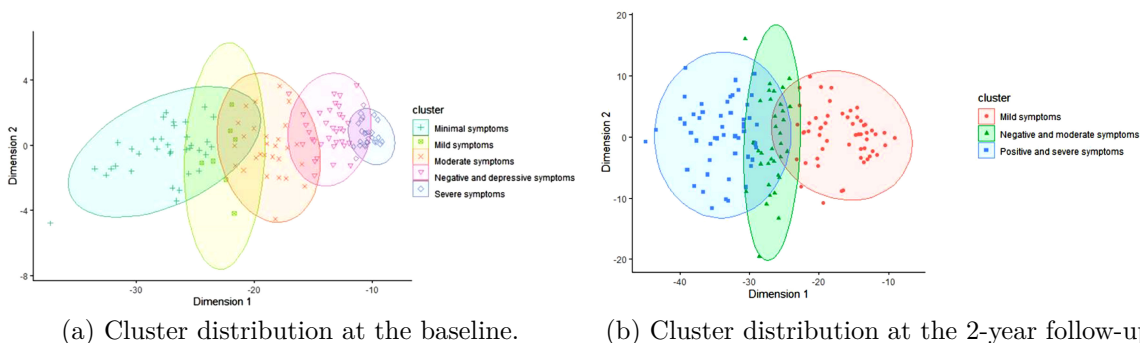 4
0
-4
-8
Dimension 2
-30
-20
-10
Dimension 1
cluster
Minimal symptoms
Mild symptoms
Moderate symptoms
Negative and depressive symptoms
Severe symptoms
(a) Cluster distribution at the baseline.
20
10
0
-10
-20
Dimension 2
-40
-30
-20
-10
Dimension 1
cluster
Mild symptoms
Negative and moderate symptoms
Positive and severe symptoms
(b) Cluster distribution at the 2-year follow-u